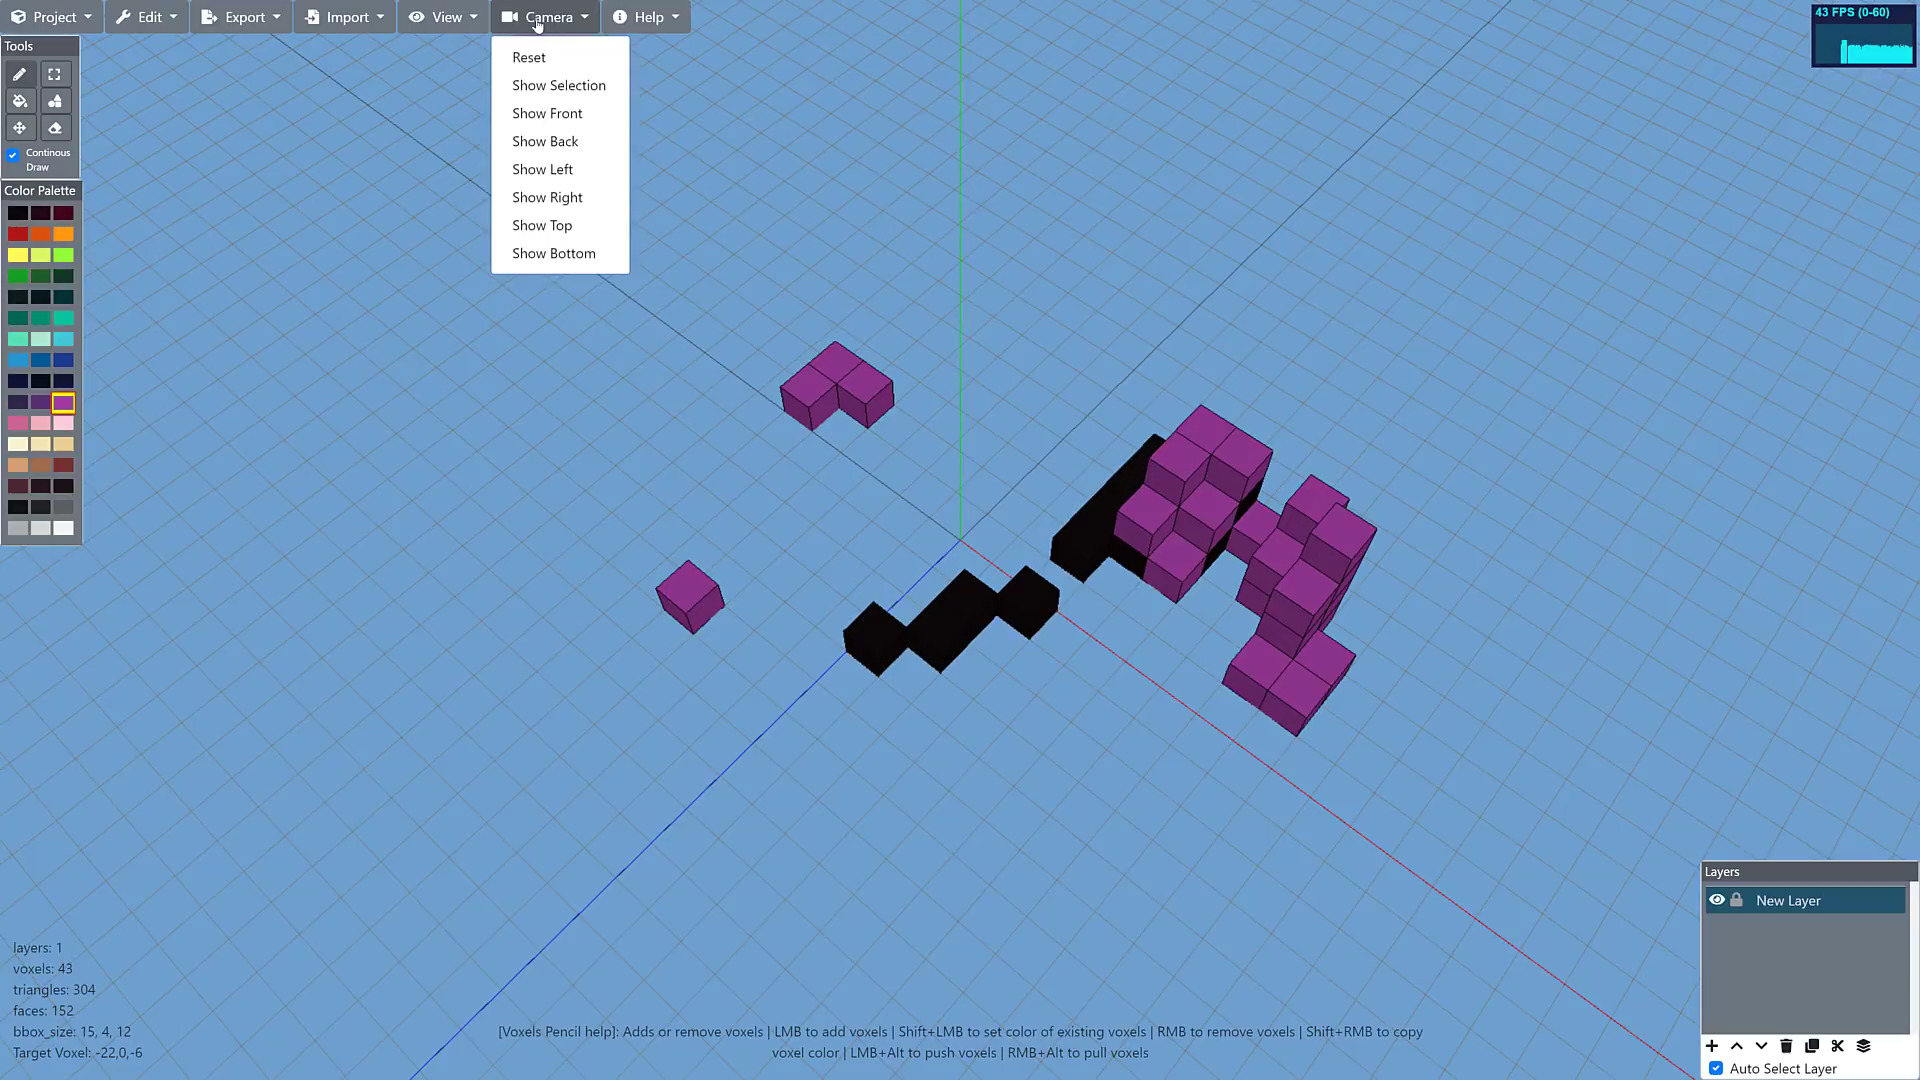 Project Edit Export Import View Camera Help
43 FPS (0-60)
Tools
Continous
Draw
Color Palette
Reset
Show Selection
Show Front
Show Back
Show Left
Show Right
Show Top
Show Bottom
layers: 1
voxels: 43
triangles: 304
faces: 152
bbox_size: 15, 4, 12
Target Voxel: -22,0,-6
[Voxels Pencil help]: Adds or remove voxels | LMB to add voxels | Shift+LMB to set color of existing voxels | RMB to remove voxels | Shift+RMB to copy
voxel color | LMB+Alt to push voxels | RMB+Alt to pull voxels
Layers
New Layer
Auto Select Layer